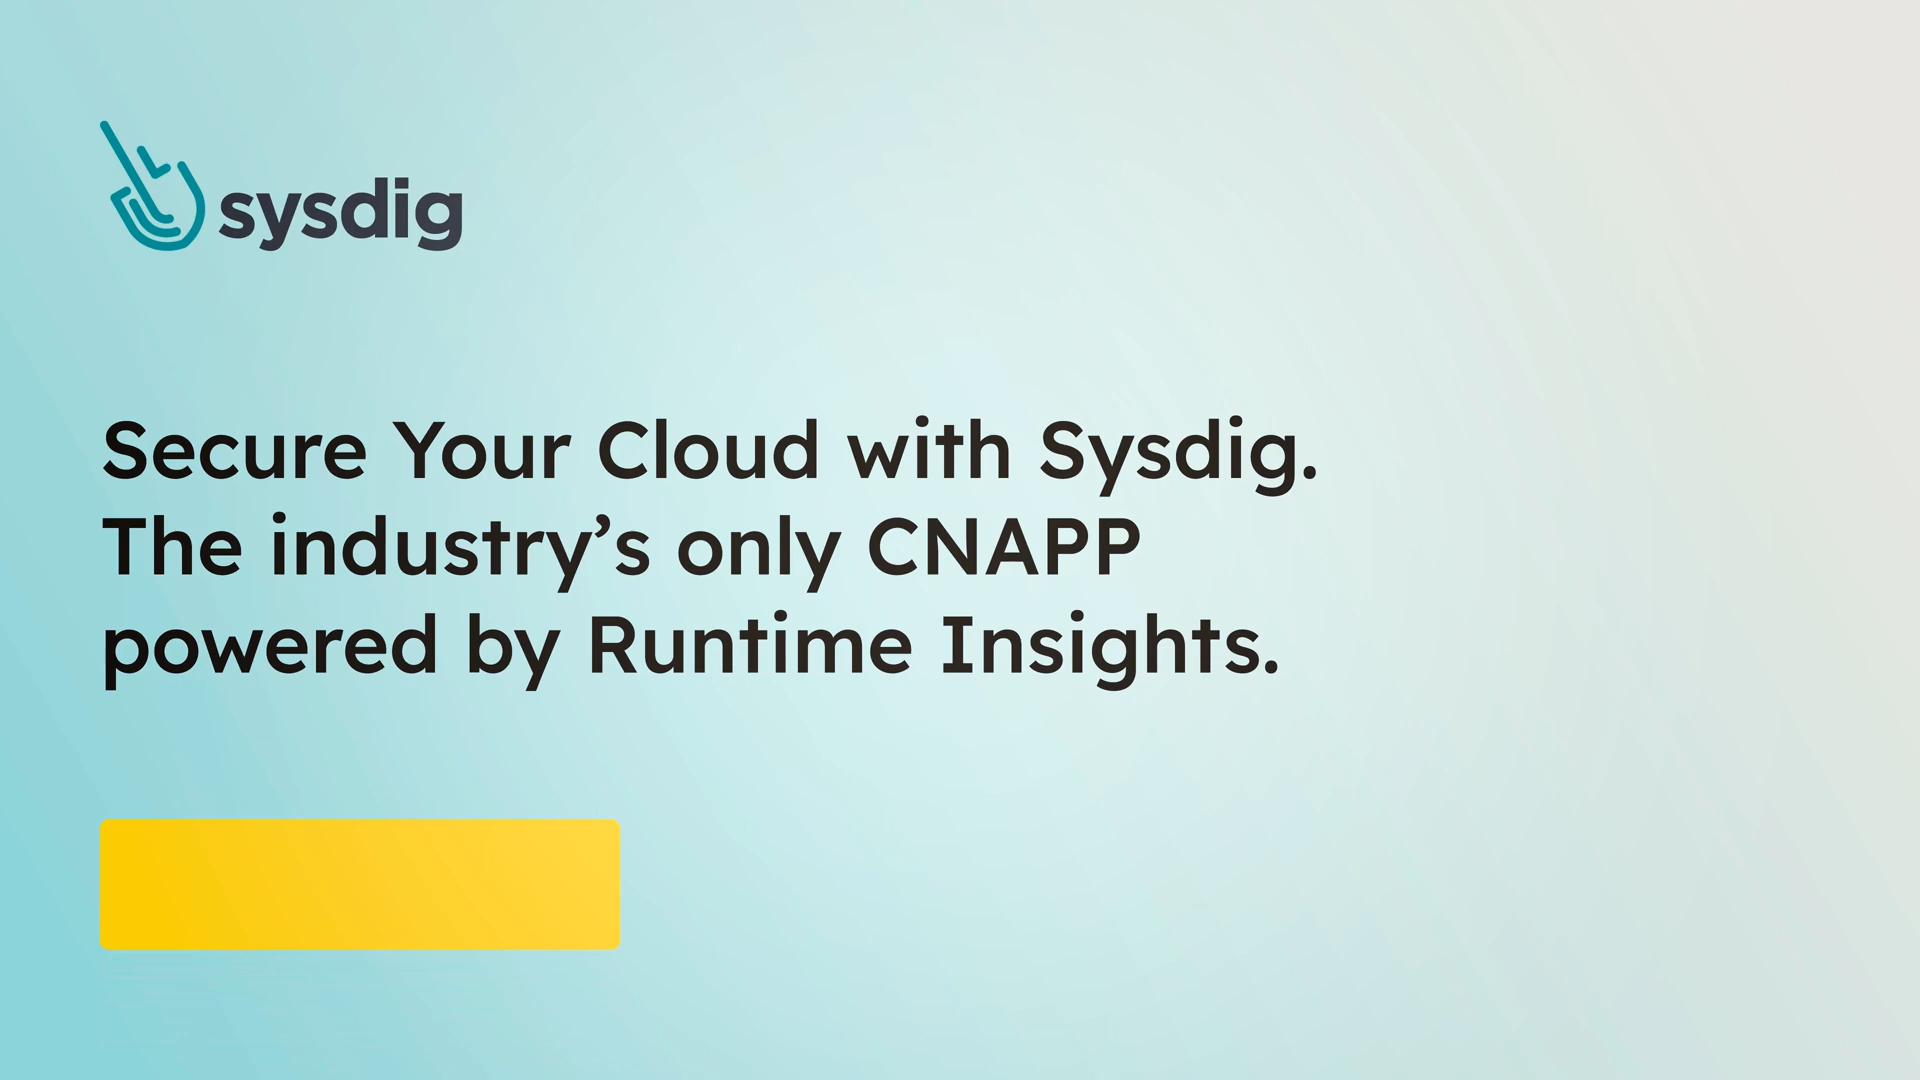 sysdig
Secure Your Cloud with Sysdig.
The industry’s only CNAPP
powered by Runtime Insights.